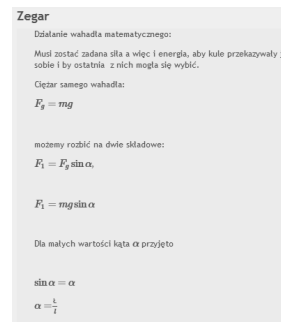 Zegar
Działanie wahadła matematycznego:
Musi zostać zadana siła a więc i energia, aby kule przekazywały
sobie i by ostatnia z nich mogła się wybić.
Ciężar samego wahadła:
F_g = mg
możemy rozbić na dwie składowe:
F_1 = F_g sin α,
F_1 = mg sin α
Dla małych wartości kąta α przyjęto
sin α = α